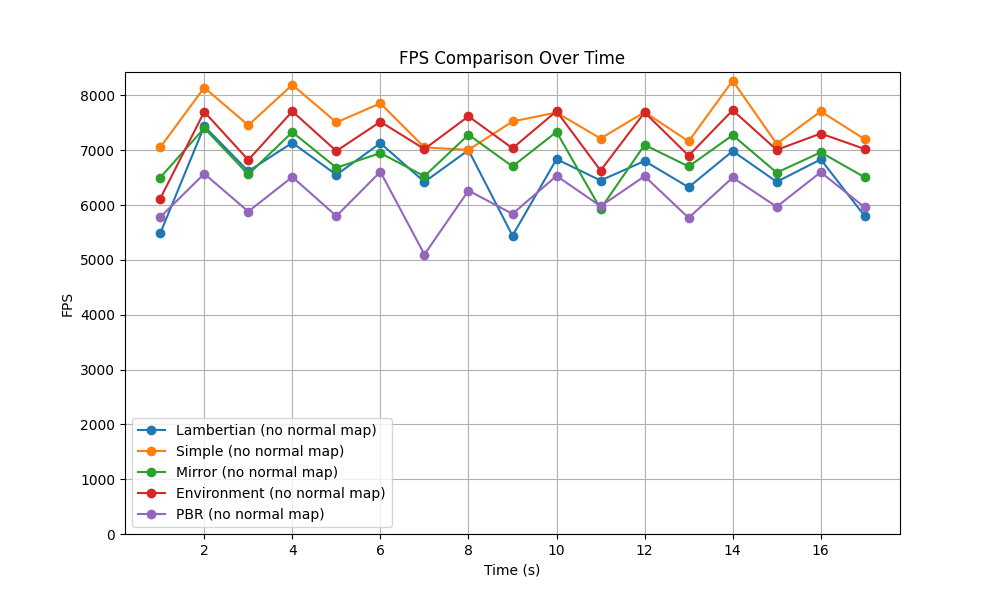 FPS Comparison Over Time
FPS
8000
7000
6000
5000
4000
3000
2000
1000
0
Lambertian (no normal map)
Simple (no normal map)
Mirror (no normal map)
Environment (no normal map)
PBR (no normal map)
2 4 6 8 10 12 14 16
Time (s)